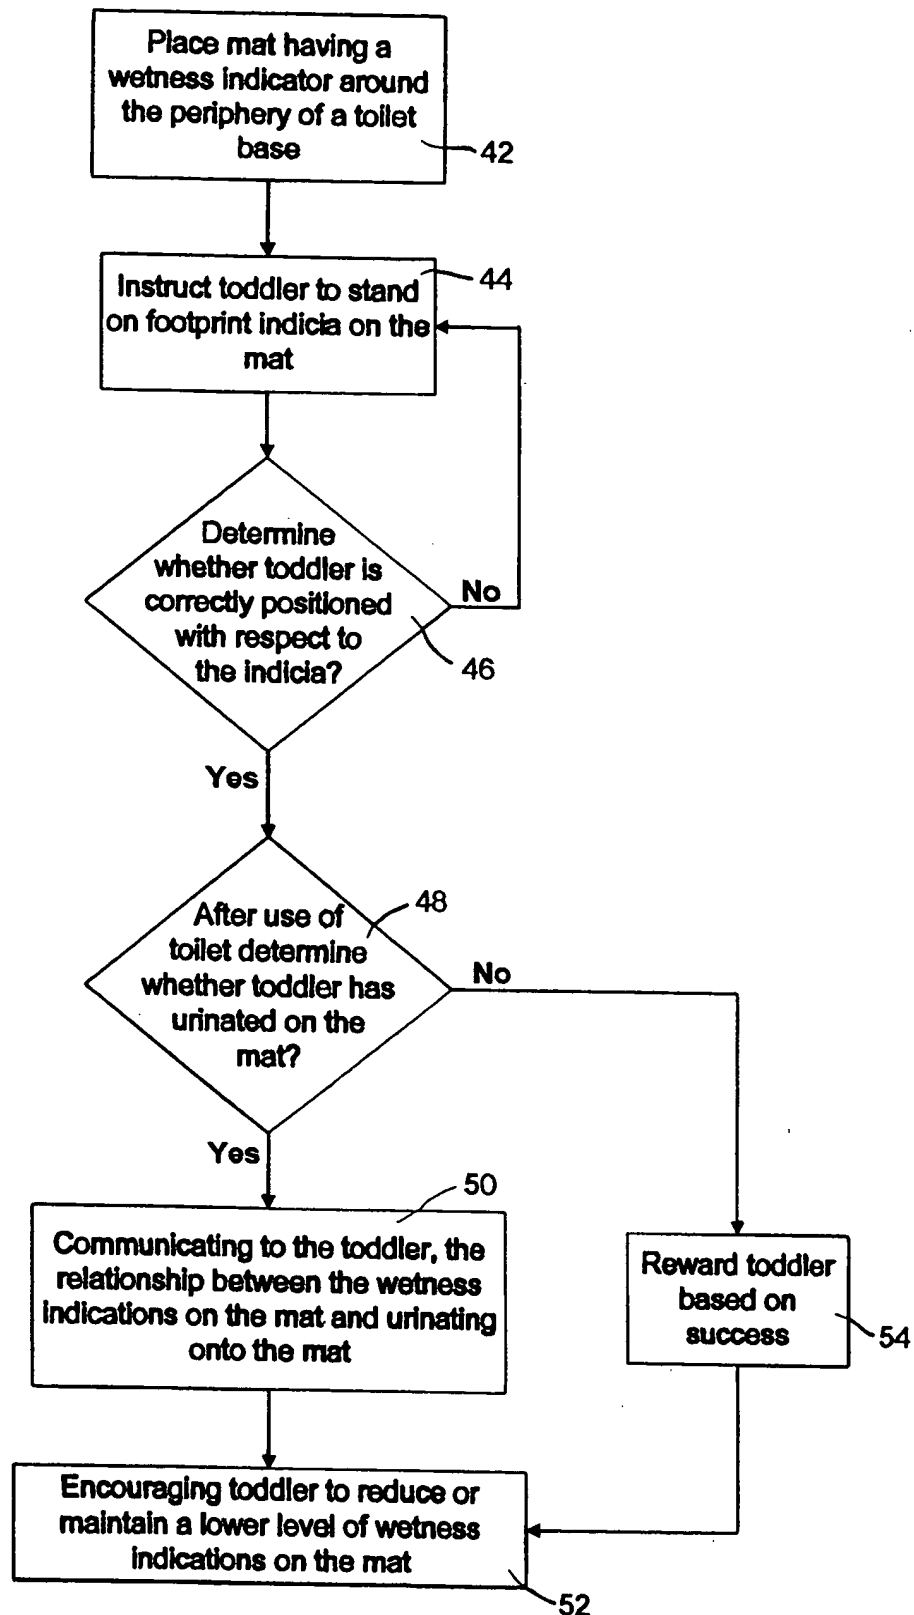 Place mat having a
wetness indicator around
the periphery of a toilet
base
42
44
Instruct toddler to stand
on footprint indicia on the
mat
Determine
whether toddler is
correctly positioned
with respect to
the indicia?
No
46
Yes
48
After use of
toilet determine
whether toddler has
urinated on the
mat?
No
Yes
50
Communicating to the toddler, the
relationship between the wetness
indications on the mat and urinating
onto the mat
Reward toddler
based on
success
54
Encouraging toddler to reduce or
maintain a lower level of wetness
indications on the mat
52